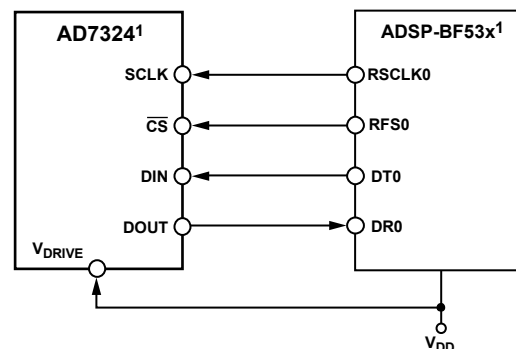 AD7324¹ ADSP-BF53x¹
SCLK RSCLK0
CS RFS0
DIN DT0
DOUT DR0
VDRIVE
VDD